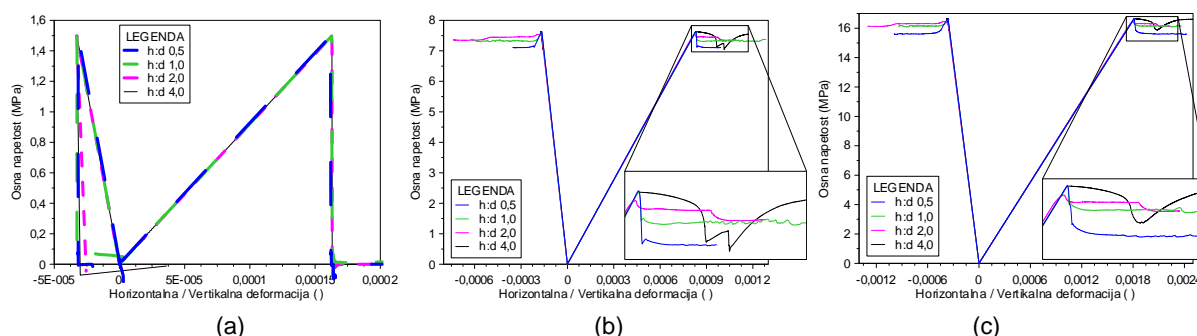 Osna napetost (MPa)
1,6
1,4
1,2
1
0,8
0,6
0,4
0,2
0
LEGENDA
h:d 0,5
h:d 1,0
h:d 2,0
h:d 4,0
-5E-005 0 5E-005 0,0001 0,00015 0,0002
Horizontalna / Vertikalna deformacija ( )
(a)
Osna napetost (MPa)
8
7
6
5
4
3
2
1
0
LEGENDA
h:d 0,5
h:d 1,0
h:d 2,0
h:d 4,0
-0,0006 -0,0003 0 0,0003 0,0006 0,0009 0,0012
Horizontalna / Vertikalna deformacija ( )
(b)
Osna napetost (MPa)
16
14
12
10
8
6
4
2
0
LEGENDA
h:d 0,5
h:d 1,0
h:d 2,0
h:d 4,0
-0,0012 -0,0006 0 0,0006 0,0012 0,0018 0,0024
Horizontalna / Vertikalna deformacija ( )
(c)